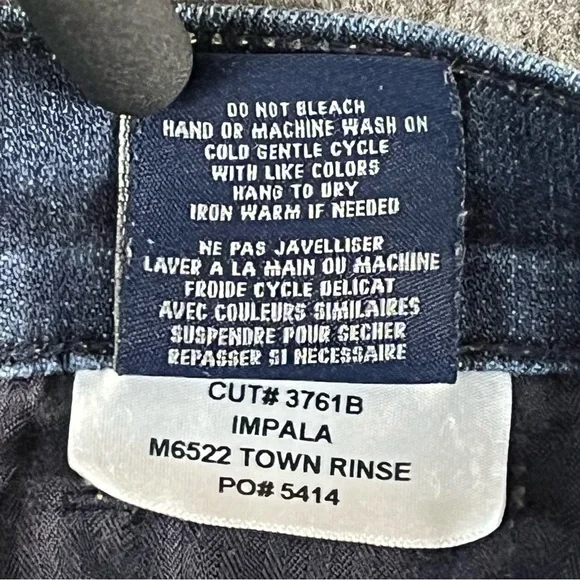 DO NOT BLEACH
HAND OR MACHINE WASH ON
COLD GENTLE CYCLE
WITH LIKE COLORS
HANG TO DRY
IRON WARM IF NEEDED
NE PAS JAVELLISER
LAVER A LA MAIN OU MACHINE
FROIDE CYCLE DELICAT
AVEC COULEURS SIMILAIRES
SUSPENDRE POUR SECHER
REPASSER SI NECESSAIRE
CUT# 3761B
IMPALA
M6522 TOWN RINSE
PO# 5414